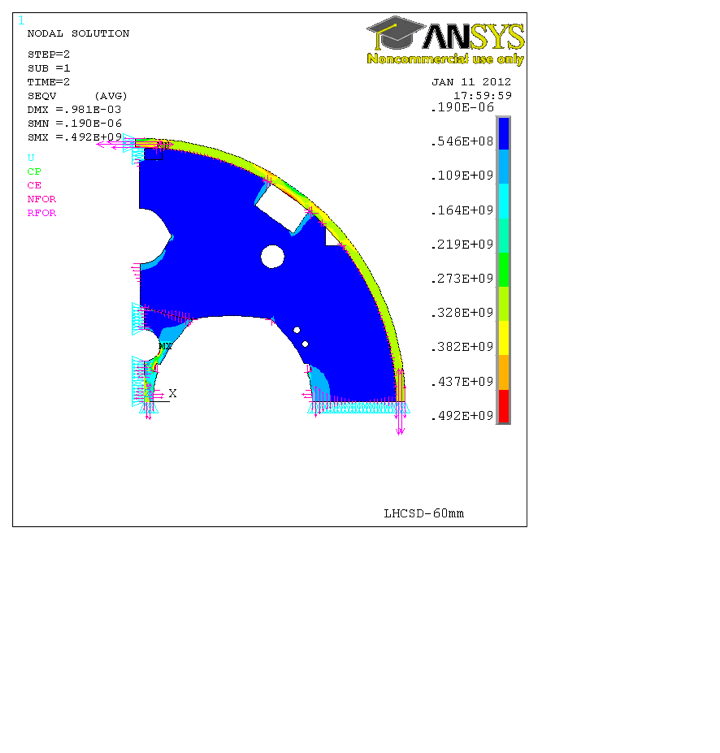 1
NODAL SOLUTION
STEP=2
SUB =1
TIME=2
SEQV (AVG)
DMX =.981E-03
SMN =.190E-06
SMX =.492E+09
U
CP
CE
NFOR
RFOR
ANSYS
Noncommercial use only
JAN 11 2012
17:59:59
.190E-06
.546E+08
.109E+09
.164E+09
.219E+09
.273E+09
.328E+09
.382E+09
.437E+09
.492E+09
MX
X
LHCSD-60mm